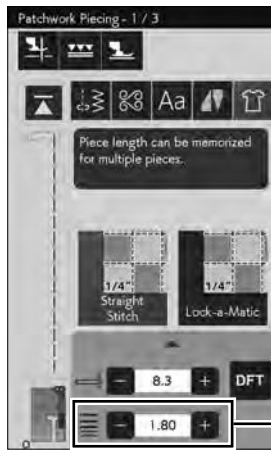 Patchwork Piecing - 1 / 3
Aa
Piece length can be memorized
for multiple pieces.
1/4" 1/4"
Straight
Stitch
Lock-a-Matic
- 8.3 + DFT
- 1.80 +